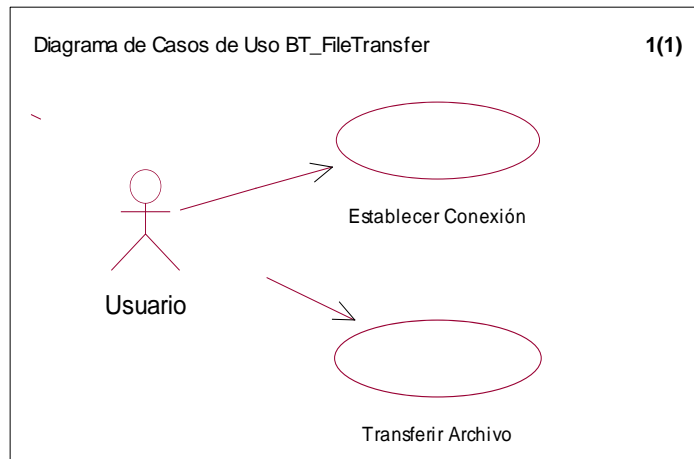 Diagrama de Casos de Uso BT_FileTransfer 1(1)
Establecer Conexión
Usuario
Transferir Archivo